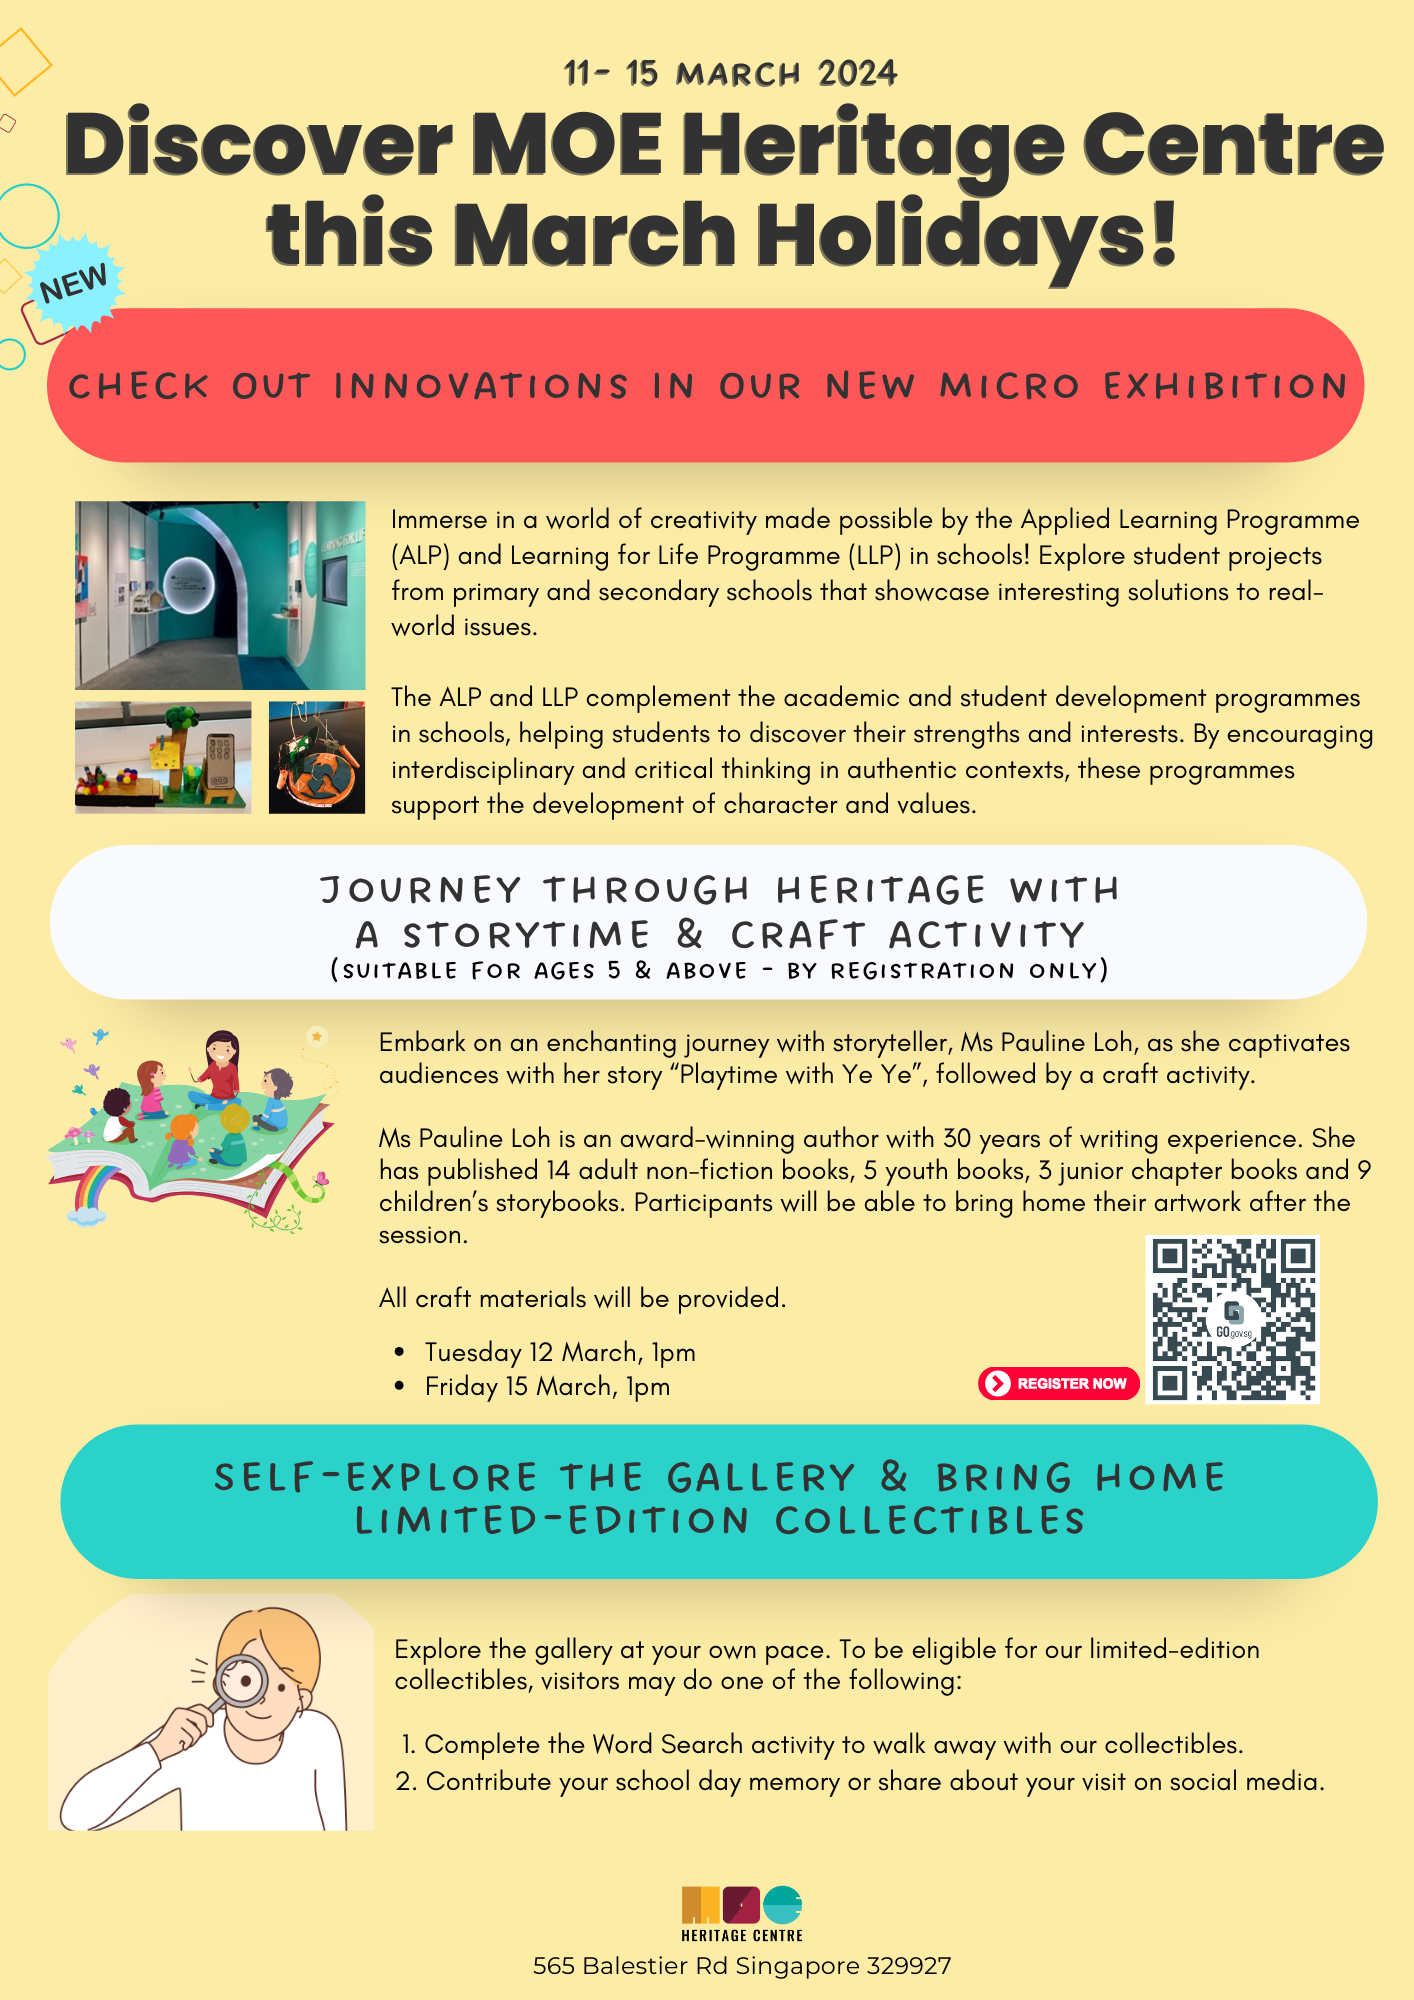 11- 15 MARCH 2024
Discover MOE Heritage Centre
this March Holidays!
NEW
CHECK OUT INNOVATIONS IN OUR NEW MICRO EXHIBITION
Immerse in a world of creativity made possible by the Applied Learning Programme
(ALP) and Learning for Life Programme (LLP) in schools! Explore student projects
from primary and secondary schools that showcase interesting solutions to real-
world issues.
The ALP and LLP complement the academic and student development programmes
in schools, helping students to discover their strengths and interests. By encouraging
interdisciplinary and critical thinking in authentic contexts, these programmes
support the development of character and values.
JOURNEY THROUGH HERITAGE WITH
A STORYTIME & CRAFT ACTIVITY
(SUITABLE FOR AGES 5 & ABOVE - BY REGISTRATION ONLY)
Embark on an enchanting journey with storyteller, Ms Pauline Loh, as she captivates
audiences with her story “Playtime with Ye Ye”, followed by a craft activity.
Ms Pauline Loh is an award-winning author with 30 years of writing experience. She
has published 14 adult non-fiction books, 5 youth books, 3 junior chapter books and 9
children’s storybooks. Participants will be able to bring home their artwork after the
session.
All craft materials will be provided.
• Tuesday 12 March, 1pm
• Friday 15 March, 1pm
REGISTER NOW
GO.gov.sg
SELF-EXPLORE THE GALLERY & BRING HOME
LIMITED-EDITION COLLECTIBLES
Explore the gallery at your own pace. To be eligible for our limited-edition
collectibles, visitors may do one of the following:
1. Complete the Word Search activity to walk away with our collectibles.
2. Contribute your school day memory or share about your visit on social media.
MOE
HERITAGE CENTRE
565 Balestier Rd Singapore 329927